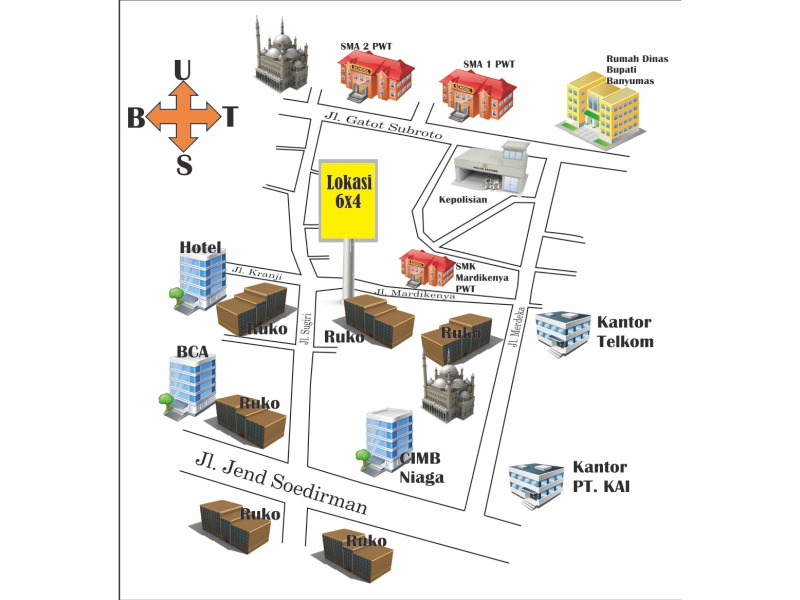 U
B T
S
SMA 2 PWT
SMA 1 PWT
Rumah Dinas
Bupati
Banyumas
SCHOOL
SCHOOL
Jl. Gatot Subroto
Kepolisian
Lokasi
6x4
Hotel
Jl. Kranji
SMK
Mardikenya
PWT
Jl. Mardikenya
Ruko
Ruko
Ruko
Jl. Sugiri
Jl. Merdeka
Kantor
Telkom
BCA
Ruko
CIMB
Niaga
Kantor
PT. KAI
Jl. Jend Soedirman
Ruko
Ruko